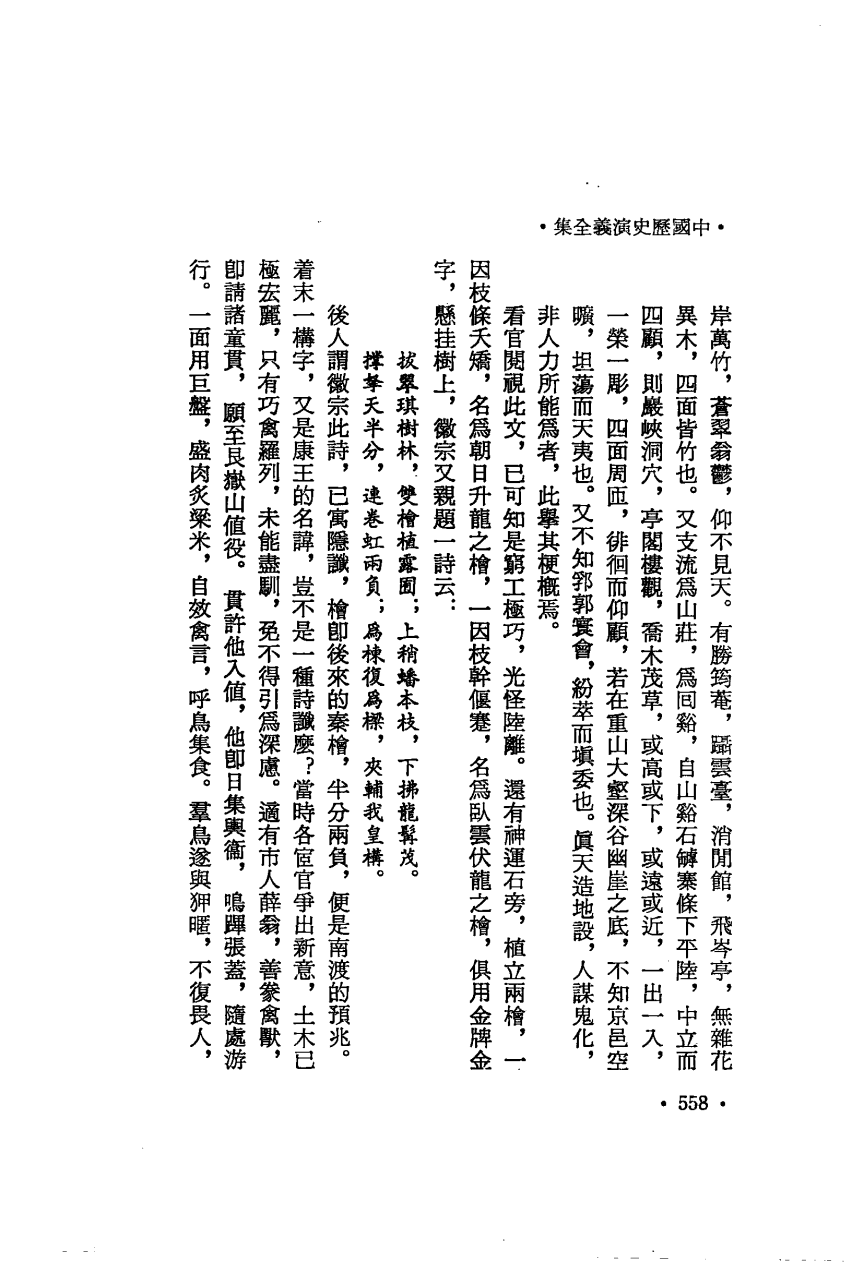 •中國歷史演義全集•
岸萬竹，蒼翠蓊鬱，仰不見天。有勝筠菴，躡雲臺，消閒館，飛岑亭，無雜花
異木，四面皆竹也。又支流爲山莊，爲回谿，自山谿石罅寨條下平陸，中立而
四顧，則巖峽洞穴，亭閣樓觀，喬木茂草，或高或下，或遠或近，一出一入，
一榮一彫，四面周匝，徘徊而仰顧，若在重山大壑深谷幽崖之底，不知京邑空
曠，坦蕩而夭夷也。又不知郛郭寰會，紛萃而塡委也。眞天造地設，人謀鬼化，
非人力所能爲者，此舉其梗概焉。
看官閱視此文，已可知是窮工極巧，光怪陸離。還有神運石旁，植立兩檜，一
因枝條夭矯，名爲朝日升龍之檜，一因枝幹偃蹇，名爲臥雲伏龍之檜，俱用金牌金
字，懸挂樹上，徽宗又親題一詩云：
拔翠琪樹林，雙檜植露囿；上稍蟠木枝，下拂龍髯茂。
撑拏天半分，連卷虹兩負；爲棟復爲樑，夾輔我皇構。
後人謂徽宗此詩，已寓隱讖，檜卽後來的秦檜，半分兩負，便是南渡的預兆。
着末一構字，又是康王的名諱，豈不是一種詩讖麼？當時各宦官爭出新意，土木已
極宏麗，只有巧禽羅列，未能盡馴，免不得引爲深慮。適有市人薛翁，善豢禽獸，
卽請諸童貫，願至艮嶽山値役。貫許他入値，他卽日集輿衞，鳴蹕張蓋，隨處游
行。一面用巨盤，盛肉炙粱米，自效禽言，呼鳥集食。羣鳥遂與狎暱，不復畏人，
•558•